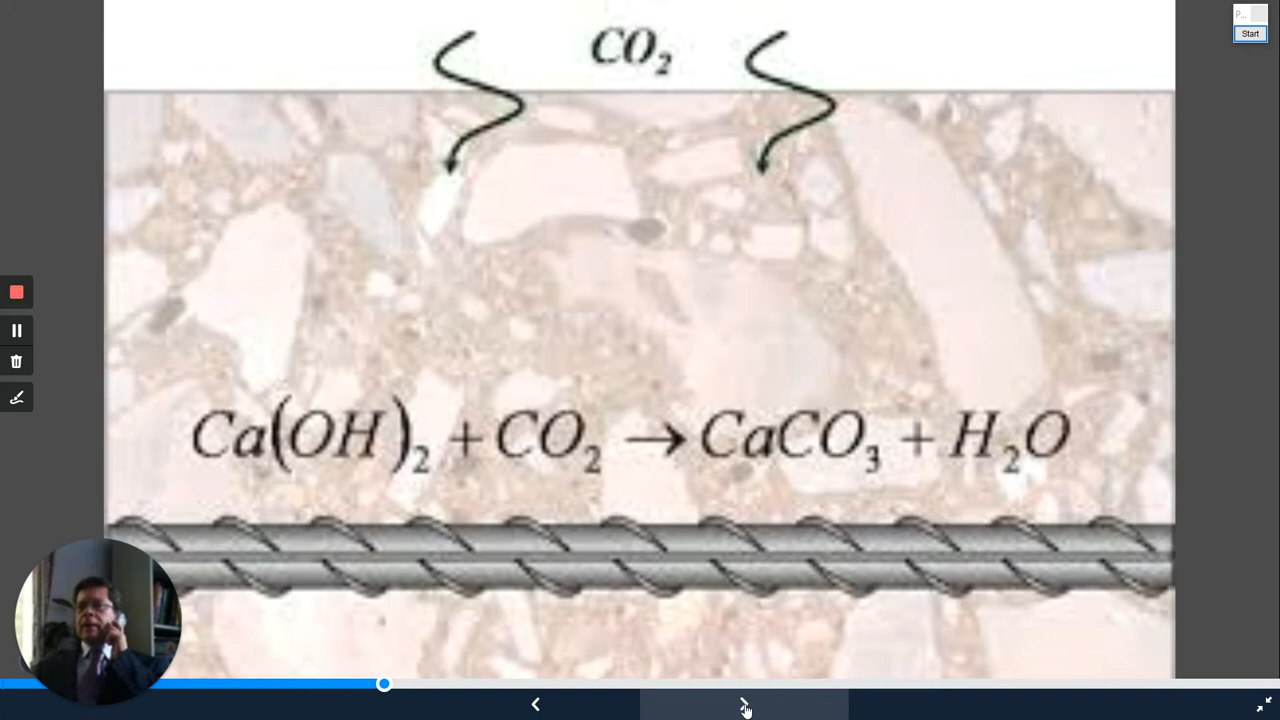 CO₂
P...
Start
Ca(OH)₂ + CO₂ → CaCO₃ + H₂O